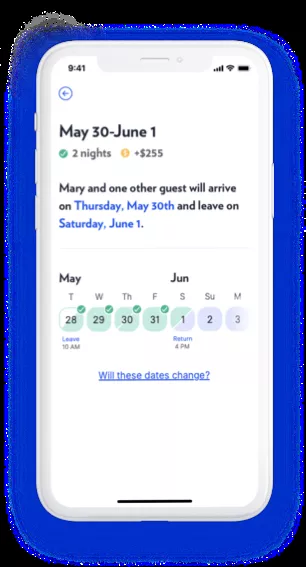 9:41
May 30-June 1
2 nights $ +$255
Mary and one other guest will arrive
on Thursday, May 30th and leave on
Saturday, June 1.
May Jun
T W Th F S Su M
28 29 30 31 1 2 3
Leave Return
10 AM 4 PM
Will these dates change?